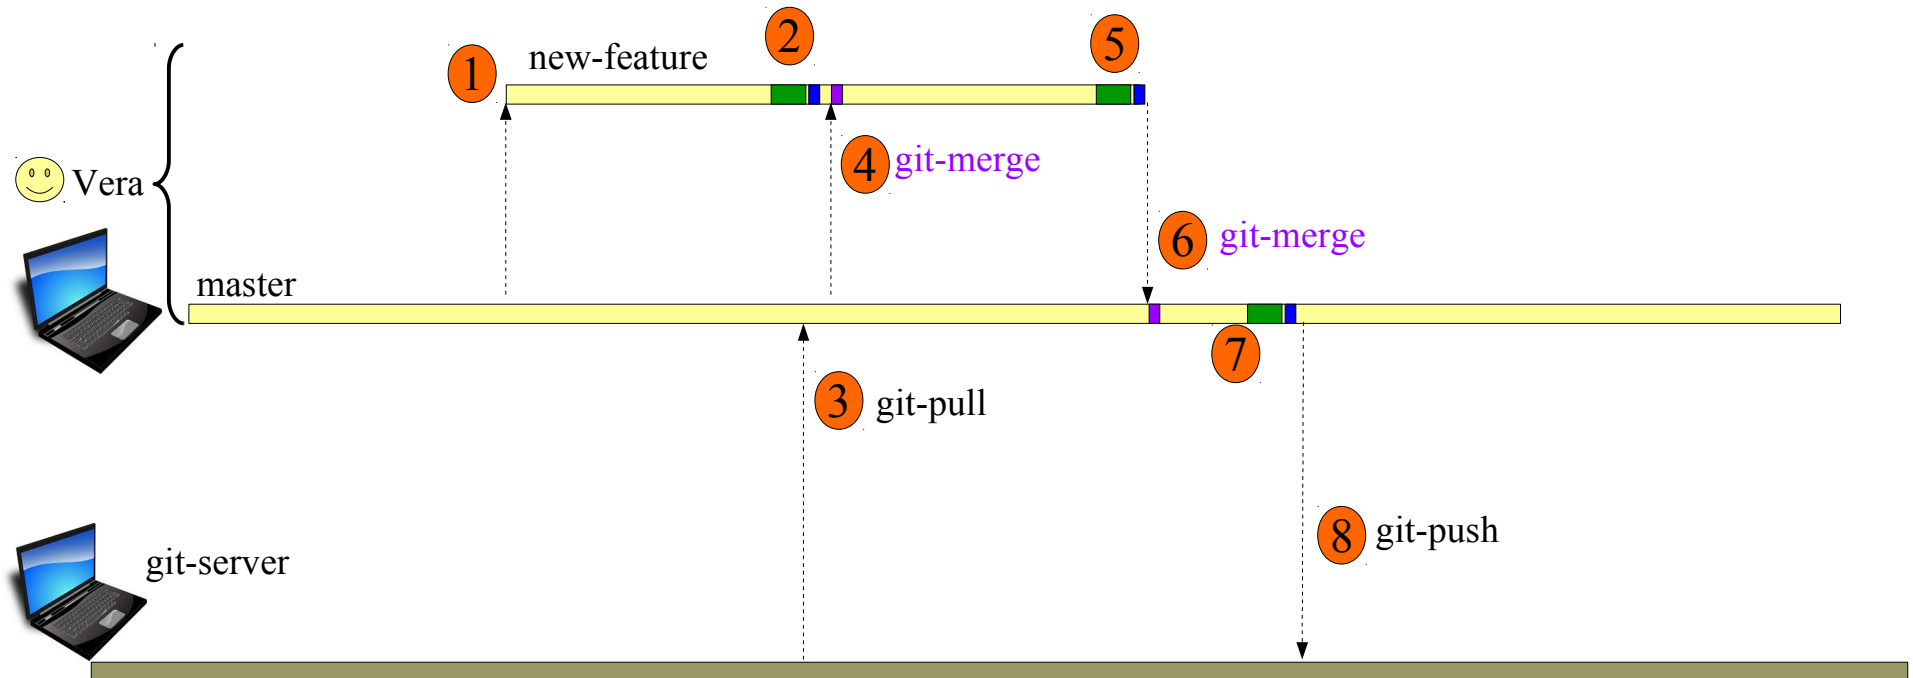 1
new-feature
2
5
4
git-merge
Vera
6
git-merge
master
7
3
git-pull
8
git-push
git-server